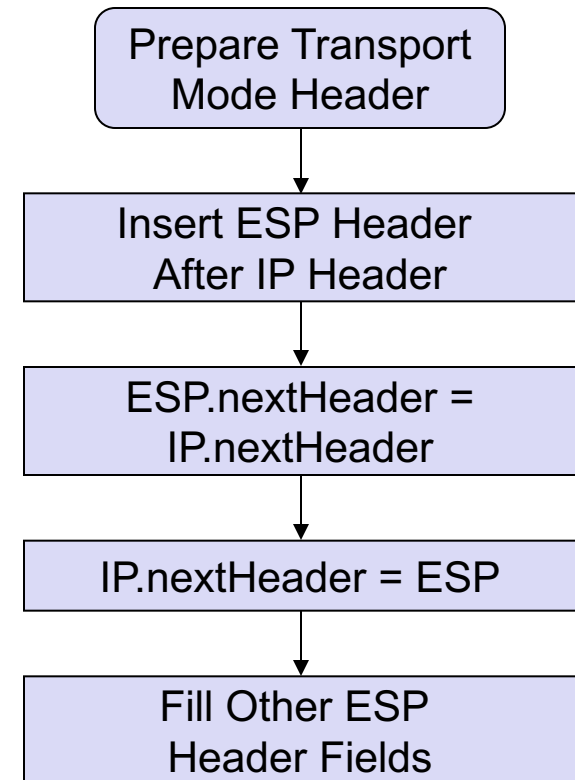 Prepare Transport
Mode Header
Insert ESP Header
After IP Header
ESP.nextHeader =
IP.nextHeader
IP.nextHeader = ESP
Fill Other ESP
Header Fields